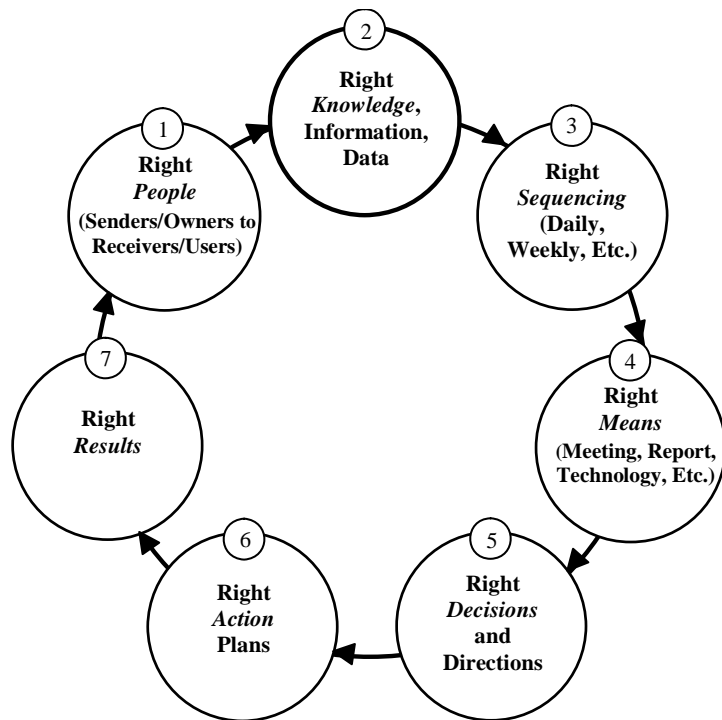 1
Right
People
(Senders/Owners to
Receivers/Users)
2
Right
Knowledge,
Information,
Data
3
Right
Sequencing
(Daily,
Weekly, Etc.)
4
Right
Means
(Meeting, Report,
Technology, Etc.)
5
Right
Decisions
and
Directions
6
Right
Action
Plans
7
Right
Results